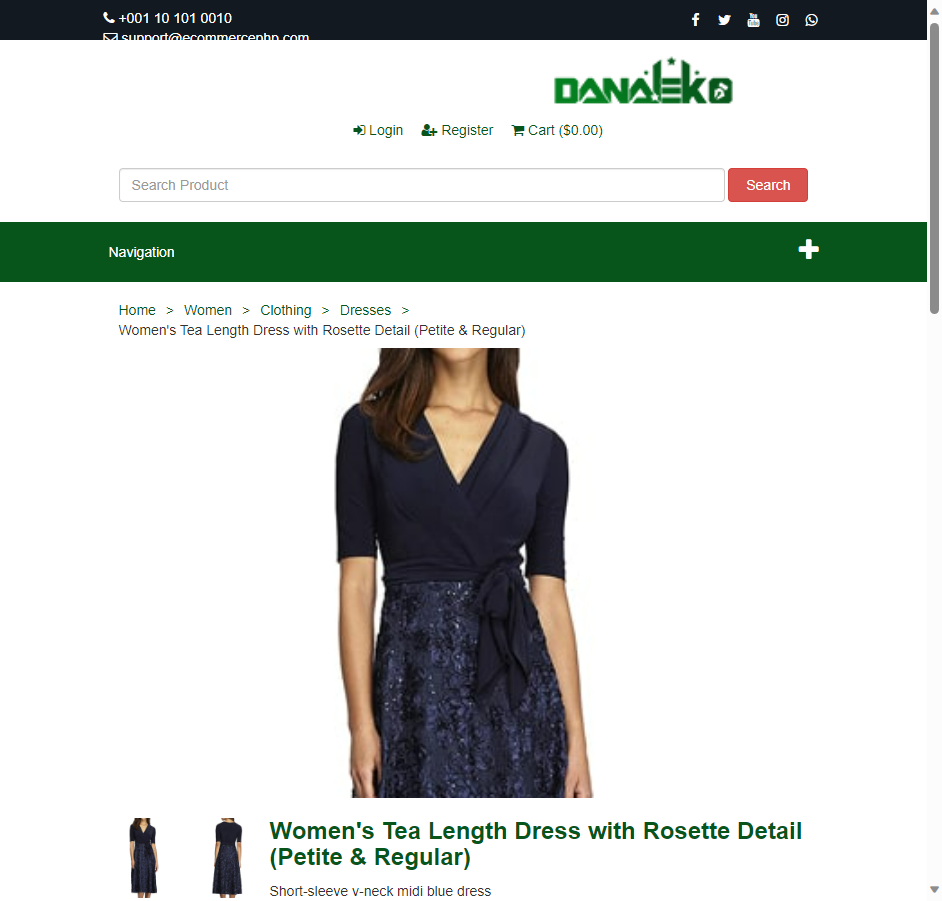 +001 10 101 0010
support@ecommercephp.com
You Tube
DANALEKO
Login Register Cart ($0.00)
Search Product Search
Navigation
Home > Women > Clothing > Dresses >
Women's Tea Length Dress with Rosette Detail (Petite & Regular)
Women's Tea Length Dress with Rosette Detail
(Petite & Regular)
Short-sleeve v-neck midi blue dress